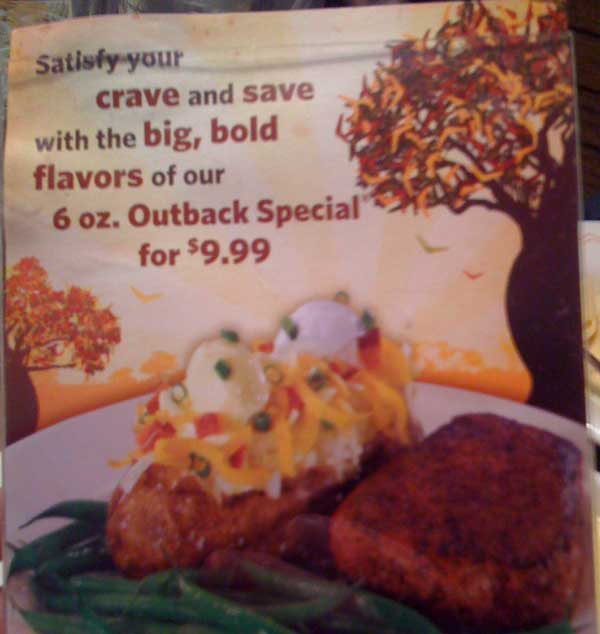 Satisfy your
crave and save
with the big, bold
flavors of our
6 oz. Outback Special®
for $9.99